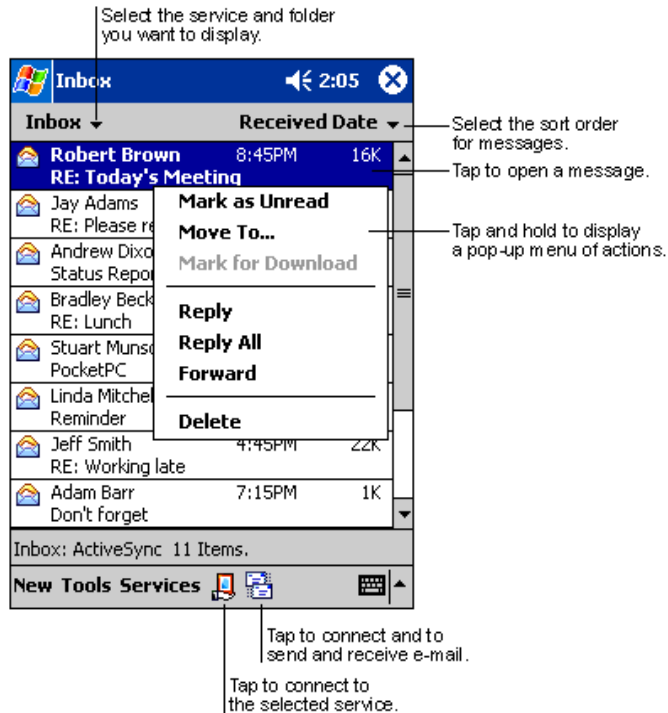 Select the service and folder
you want to display.
Inbox 2:05
Inbox Received Date
Select the sort order
for messages.
Robert Brown 8:45PM 16K
RE: Today's Meeting
Tap to open a message.
Jay Adams
RE: Please re
Andrew Dixo
Status Repor
Bradley Beck
RE: Lunch
Stuart Munso
PocketPC
Linda Mitchel
Reminder
Mark as Unread
Move To...
Mark for Download
Reply
Reply All
Forward
Delete
Tap and hold to display
a pop-up menu of actions.
Jeff Smith 4:45PM 22K
RE: Working late
Adam Barr 7:15PM 1K
Don't forget
Inbox: ActiveSync 11 Items.
New Tools Services
Tap to connect and to
send and receive e-mail.
Tap to connect to
the selected service.